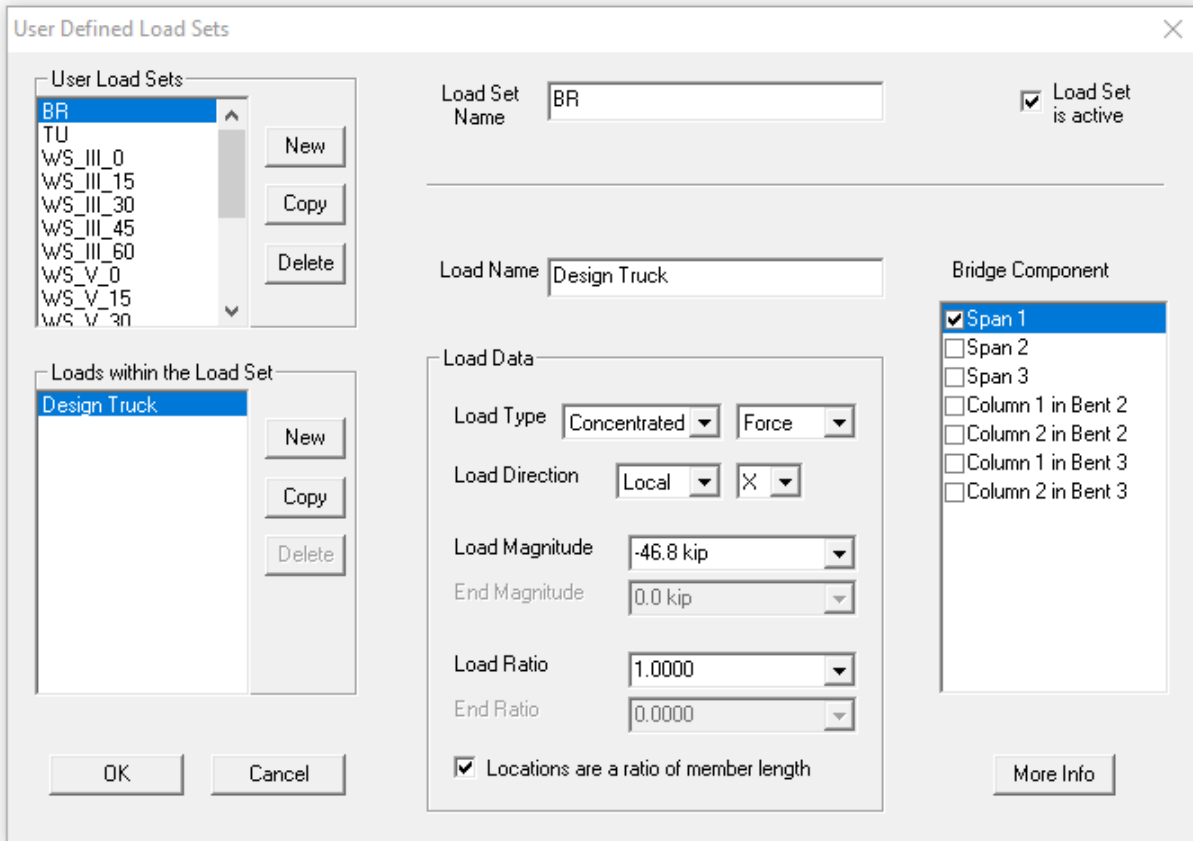 User Defined Load Sets
User Load Sets
BR
TU
WS_III_0
WS_III_15
WS_III_30
WS_III_45
WS_III_60
WS_V_0
WS_V_15
WS_V_30
New
Copy
Delete
Load Set
Name
BR
Load Set
is active
Loads within the Load Set
Design Truck
New
Copy
Delete
Load Name
Design Truck
Load Data
Load Type
Concentrated
Force
Load Direction
Local
X
Load Magnitude
-46.8 kip
End Magnitude
0.0 kip
Load Ratio
1.0000
End Ratio
0.0000
Locations are a ratio of member length
Bridge Component
Span 1
Span 2
Span 3
Column 1 in Bent 2
Column 2 in Bent 2
Column 1 in Bent 3
Column 2 in Bent 3
OK
Cancel
More Info